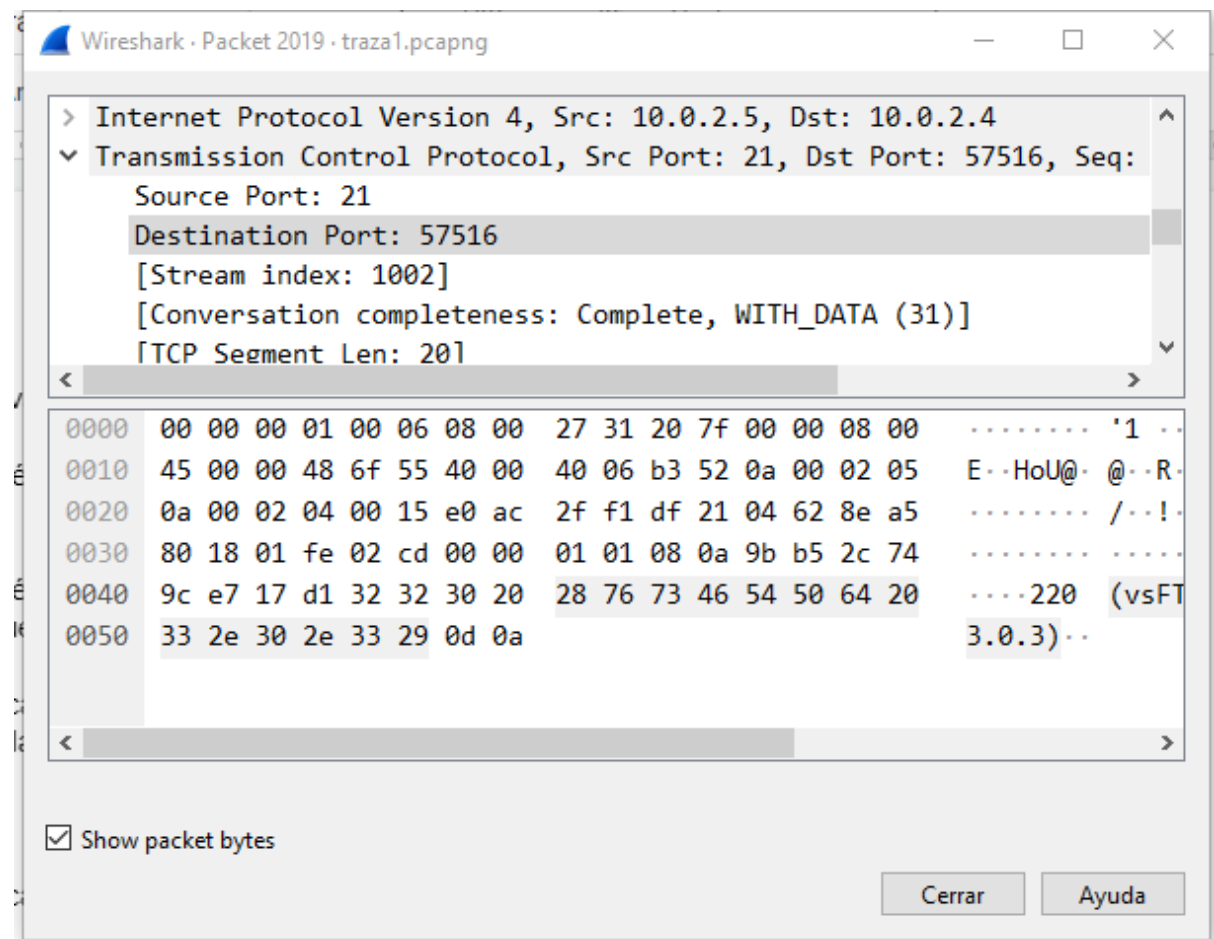 Wireshark · Packet 2019 · traza1.pcapng
> Internet Protocol Version 4, Src: 10.0.2.5, Dst: 10.0.2.4
Transmission Control Protocol, Src Port: 21, Dst Port: 57516, Seq:
Source Port: 21
Destination Port: 57516
[Stream index: 1002]
[Conversation completeness: Complete, WITH_DATA (31)]
[TCP Segment Len: 20]
0000 00 00 00 01 00 06 08 00 27 31 20 7f 00 00 08 00 ········ '1 ··
0010 45 00 00 48 6f 55 40 00 40 06 b3 52 0a 00 02 05 E··HoU@· @··R·
0020 0a 00 02 04 00 15 e0 ac 2f f1 df 21 04 62 8e a5 ········ /··!·
0030 80 18 01 fe 02 cd 00 00 01 01 08 0a 9b b5 2c 74 ········ ·····
0040 9c e7 17 d1 32 32 30 20 28 76 73 46 54 50 64 20 ····220 (vsFT
0050 33 2e 30 2e 33 29 0d 0a 3.0.3)··
Show packet bytes
Cerrar Ayuda